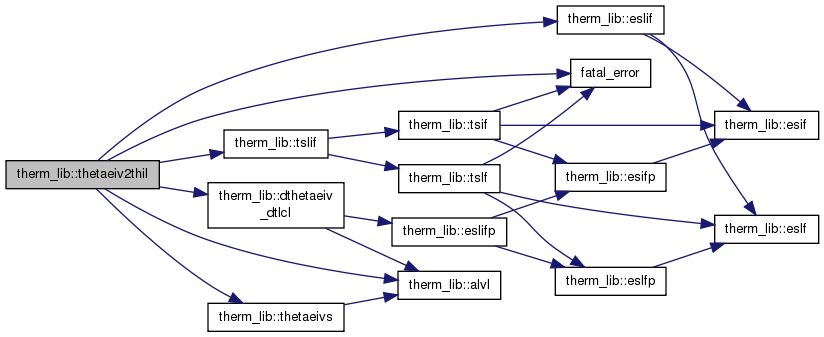 therm_lib::thetaeiv2thil
therm_lib::eslif
fatal_error
therm_lib::tslif
therm_lib::tsif
therm_lib::esif
therm_lib::tslf
therm_lib::esifp
therm_lib::dthetaeiv
_dtlcl
therm_lib::eslifp
therm_lib::eslf
therm_lib::alvl
therm_lib::eslfp
therm_lib::thetaeivs